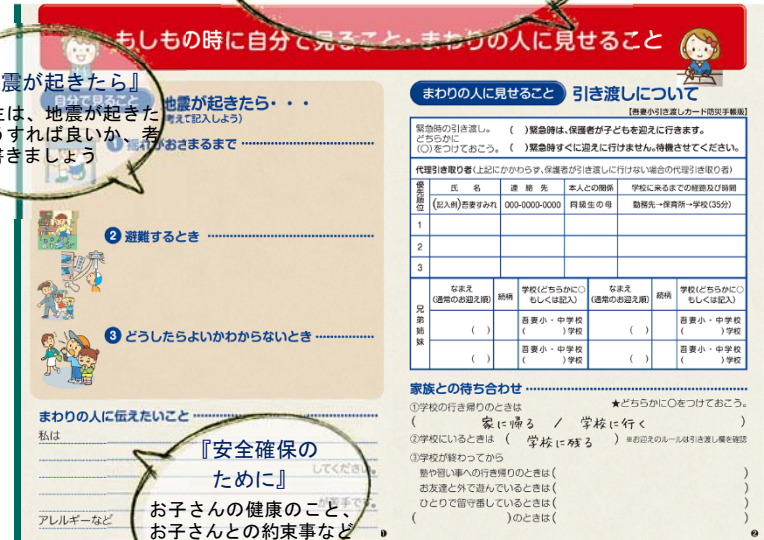 もしもの時に自分で見ること・まわりの人に見せること
震が起きたら』
は、地震が起きた
うすれば良いか、考
書きましょう
自分で見ること
地震が起きたら・・・
考えて記入しよう）
① 揺れがおさまるまで
② 避難するとき
③ どうしたらよいかわからないとき
まわりの人に伝えたいこと
私は
してください。
が苦手です。
アレルギーなど
『安全確保の
ために』
お子さんの健康のこと、
お子さんとの約束事など
❶
まわりの人に見せること 引き渡しについて
【吾妻小引き渡しカード防災手帳版】
緊急時の引き渡し。
どちらかに
(○)をつけておこう。
( )緊急時は、保護者が子どもを迎えに行きます。
( )緊急時すぐに迎えに行けません。待機させてください。
代理引き取り者(上記にかかわらず、保護者が引き渡しに行けない場合の代理引き取り者)
優先順位 氏 名 連 絡 先 本人との関係 学校に来るまでの経路及び時間
(記入例)吾妻すみれ 000-0000-0000 同級生の母 勤務先→保育所→学校(35分)
1
2
3
兄弟姉妹
なまえ (通常のお迎え順) 続柄 学校(どちらかに○もしくは記入) なまえ (通常のお迎え順) 続柄 学校(どちらかに○もしくは記入)
( ) 吾妻小・中学校 ( )学校 ( ) 吾妻小・中学校 ( )学校
( ) 吾妻小・中学校 ( )学校 ( ) 吾妻小・中学校 ( )学校
家族との待ち合わせ
①学校の行き帰りのときは ★どちらかに○をつけておこう。
( 家に帰る / 学校に行く )
②学校にいるときは ( 学校に残る ) ※お迎えのルールは引き渡し欄を確認
③学校が終わってから
塾や習い事への行き帰りのときは( )
お友達と外で遊んでいるときは( )
ひとりで留守番しているときは( )
( )のときは( )
❷